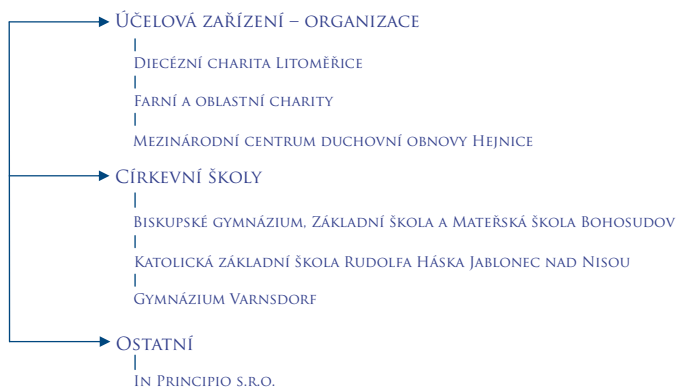 Účelová zařízení – organizace
Diecézní charita Litoměřice
Farní a oblastní charity
Mezinárodní centrum duchovní obnovy Hejnice
Církevní školy
Biskupské gymnázium, Základní škola a Mateřská škola Bohosudov
Katolická základní škola Rudolfa Háska Jablonec nad Nisou
Gymnázium Varnsdorf
Ostatní
In Principio s.r.o.